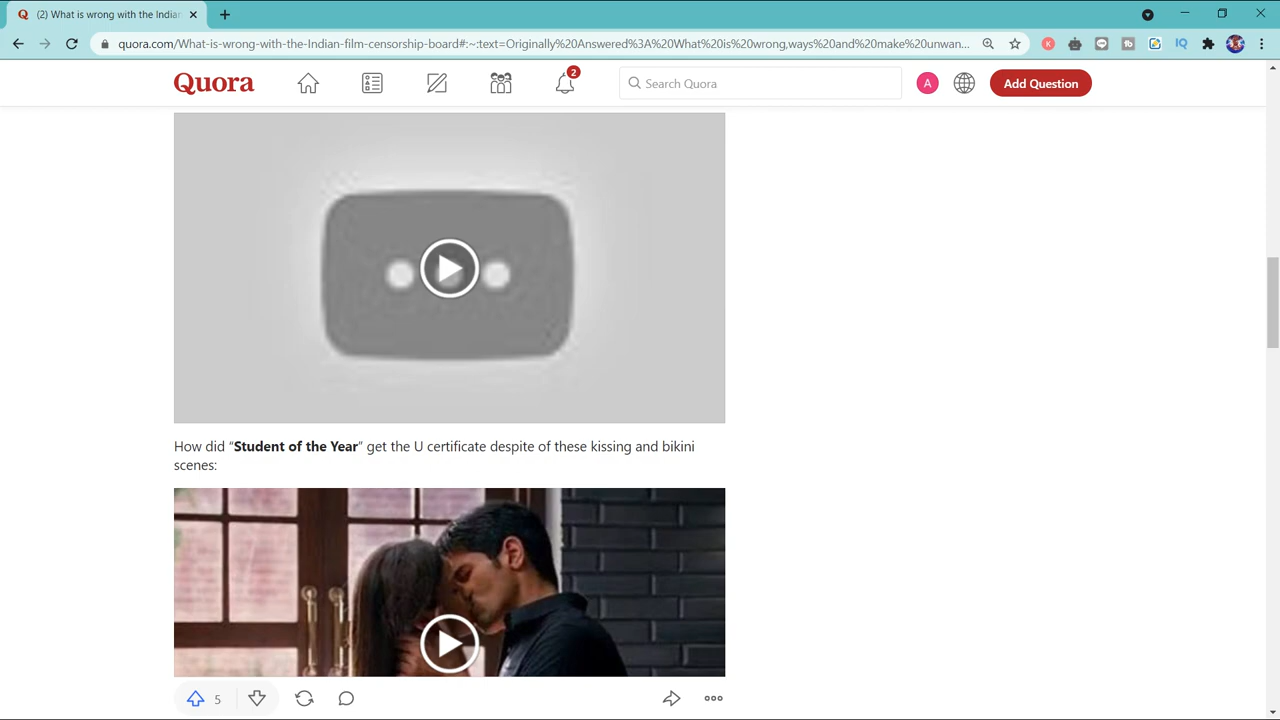 (2) What is wrong with the Indian
quora.com/What-is-wrong-with-the-Indian-film-censorship-board#:~:text=Originally%20Answered%3A%20What%20is%20wrong,ways%20and%20make%20unwan...
Quora
2
Search Quora
A
Add Question
How did “Student of the Year” get the U certificate despite of these kissing and bikini
scenes:
5